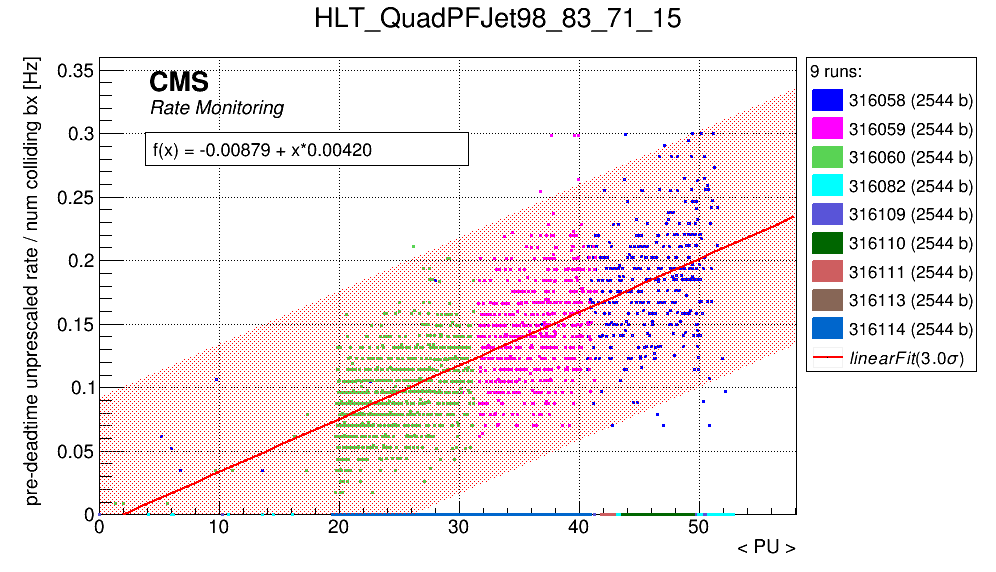 HLT_QuadPFJet98_83_71_15
pre-deadtime unprescaled rate / num colliding bx [Hz]
CMS
Rate Monitoring
f(x) = -0.00879 + x*0.00420
0.35
0.3
0.25
0.2
0.15
0.1
0.05
0
0 10 20 30 40 50
< PU >
9 runs:
316058 (2544 b)
316059 (2544 b)
316060 (2544 b)
316082 (2544 b)
316109 (2544 b)
316110 (2544 b)
316111 (2544 b)
316113 (2544 b)
316114 (2544 b)
linearFit(3.0σ)